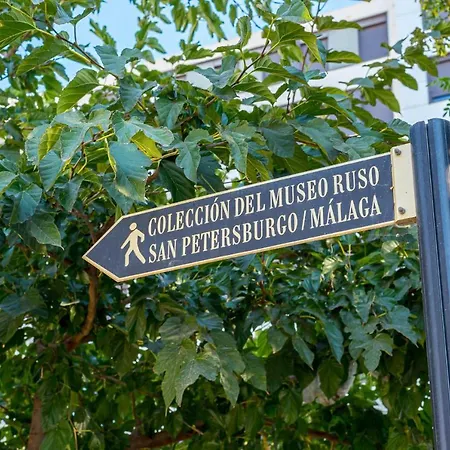 COLECCIÓN DEL MUSEO RUSO
SAN PETERSBURGO / MÁLAGA